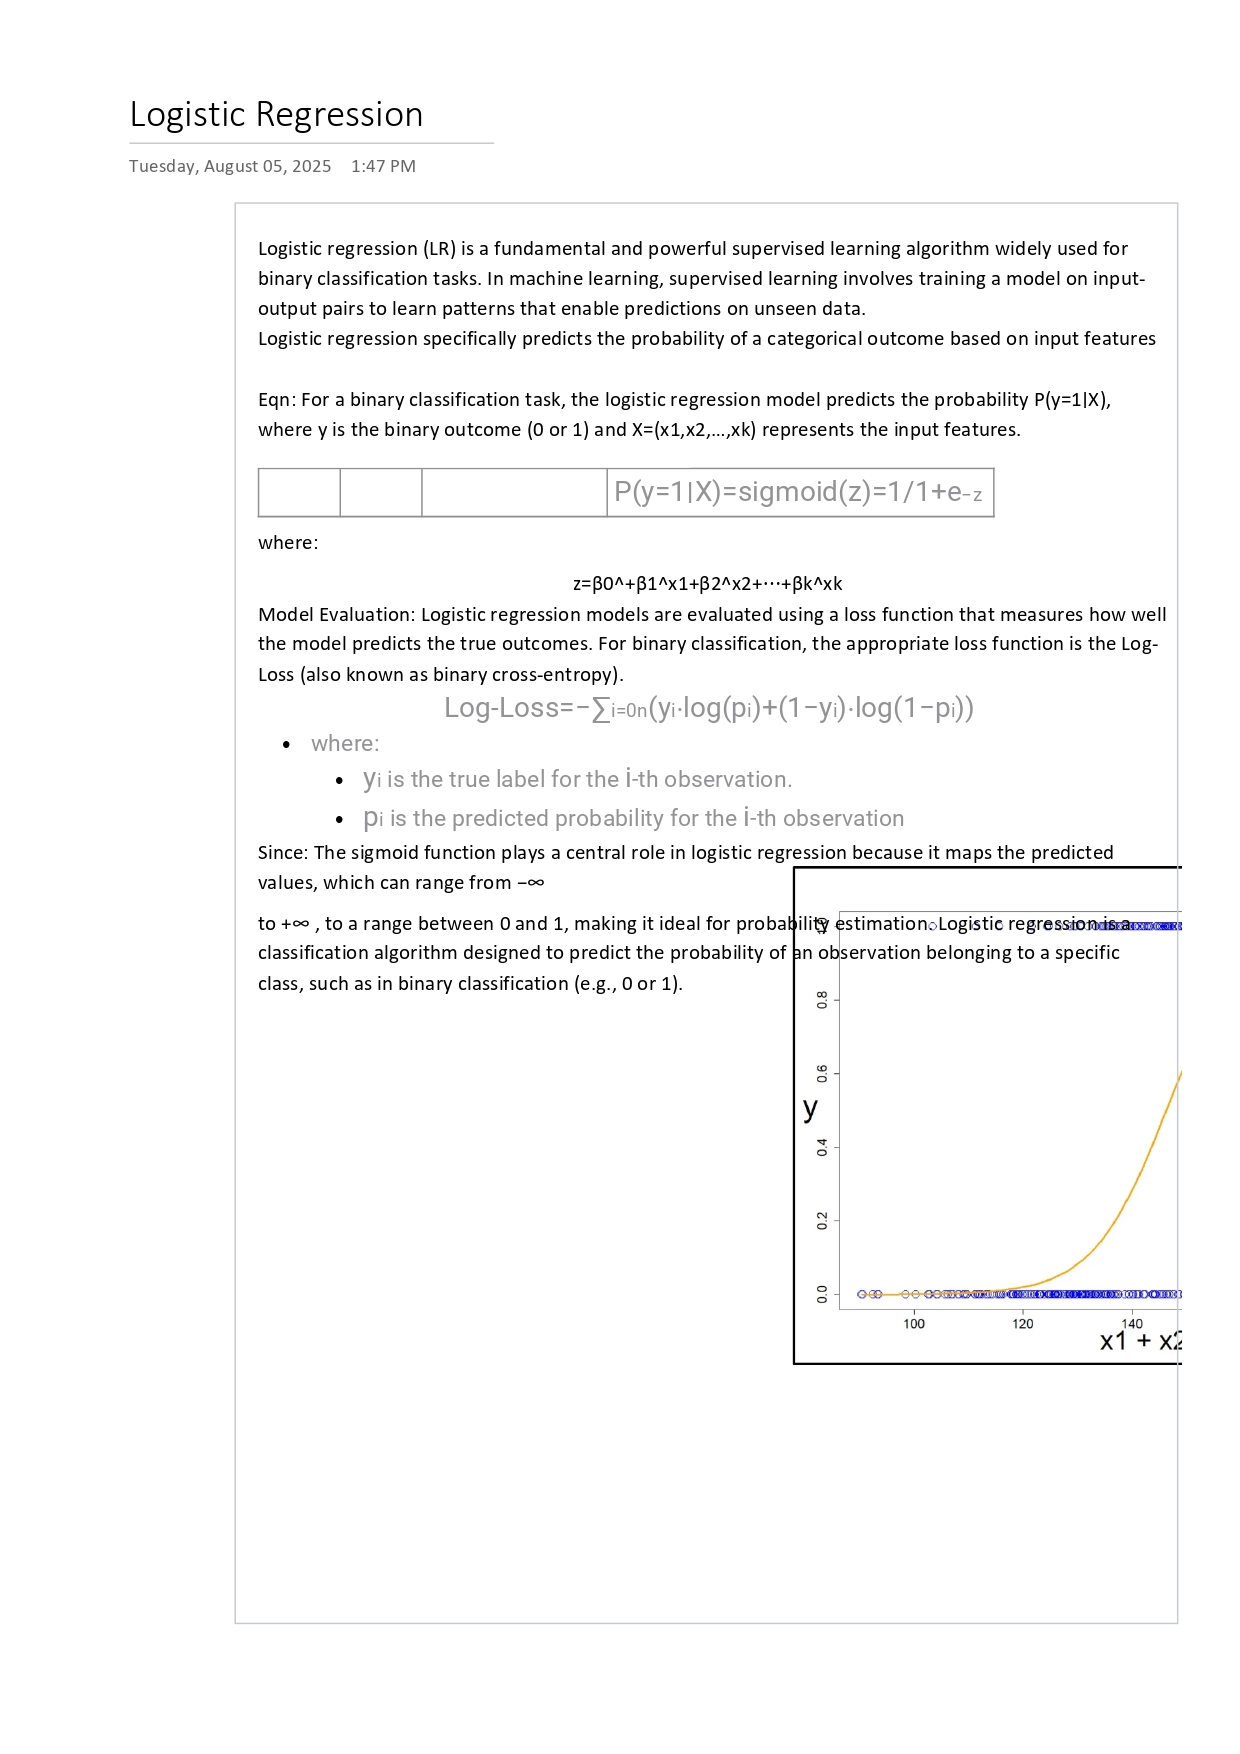 Logistic Regression
Tuesday, August 05, 2025 1:47 PM
Logistic regression (LR) is a fundamental and powerful supervised learning algorithm widely used for
binary classification tasks. In machine learning, supervised learning involves training a model on input-
output pairs to learn patterns that enable predictions on unseen data.
Logistic regression specifically predicts the probability of a categorical outcome based on input features
Eqn: For a binary classification task, the logistic regression model predicts the probability P(y=1|X),
where y is the binary outcome (0 or 1) and X=(x1,x2,…,xk) represents the input features.
P(y=1|X)=sigmoid(z)=1/1+e−z
where:
z=β0^+β1^x1+β2^x2+⋯+βk^xk
Model Evaluation: Logistic regression models are evaluated using a loss function that measures how well
the model predicts the true outcomes. For binary classification, the appropriate loss function is the Log-
Loss (also known as binary cross-entropy).
Log-Loss=−∑i=0n(yi·log(pi)+(1−yi)·log(1−pi))
• where:
• yi is the true label for the i-th observation.
• pi is the predicted probability for the i-th observation
Since: The sigmoid function plays a central role in logistic regression because it maps the predicted
values, which can range from −∞
to +∞ , to a range between 0 and 1, making it ideal for probability estimation. Logistic regression is a
classification algorithm designed to predict the probability of an observation belonging to a specific
class, such as in binary classification (e.g., 0 or 1).
1.0
0.8
0.6
y
0.4
0.2
0.0
100 120 140
x1 + x2